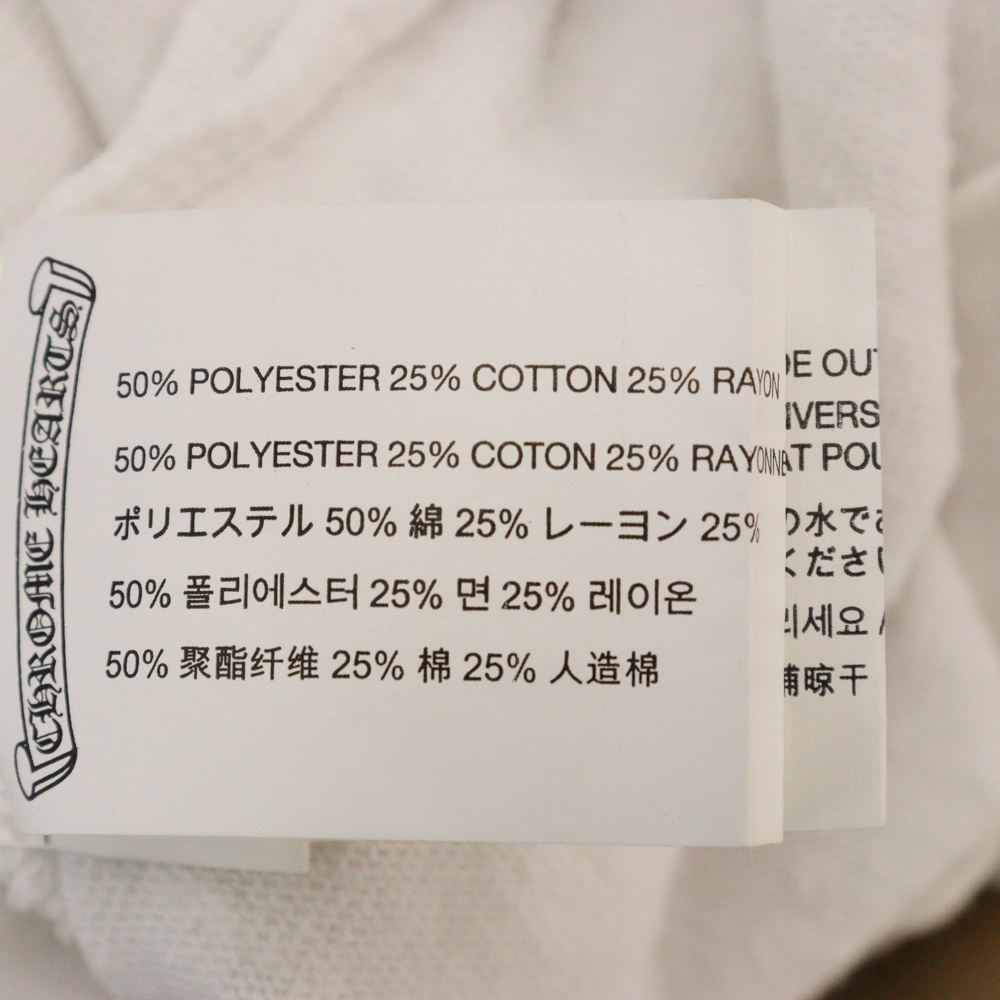 CHROME HEARTS
50% POLYESTER 25% COTTON 25% RAYON
50% POLYESTER 25% COTON 25% RAYONNE
ポリエステル 50% 綿 25% レーヨン 25%
50% 폴리에스터 25% 면 25% 레이온
50% 聚酯纤维 25% 棉 25% 人造棉
DE OUT
IVERS
AT POU
の水で
ください
리세요
晾干